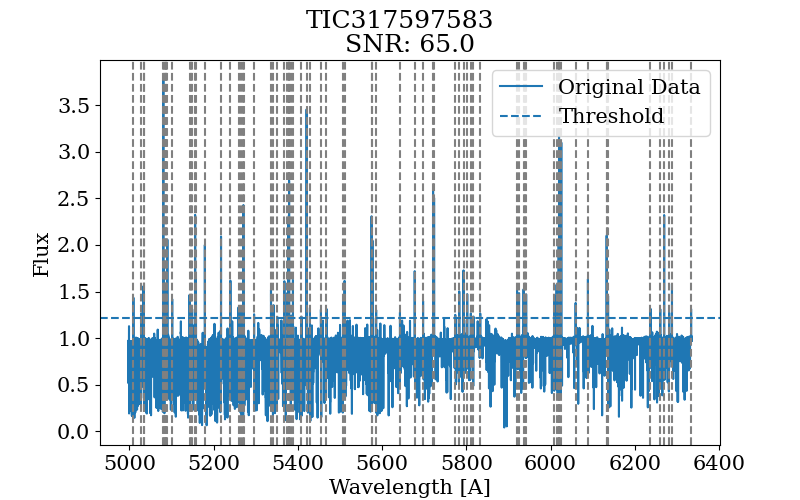 TIC317597583
SNR: 65.0
Original Data
Threshold
Flux
3.5
3.0
2.5
2.0
1.5
1.0
0.5
0.0
5000 5200 5400 5600 5800 6000 6200 6400
Wavelength [A]